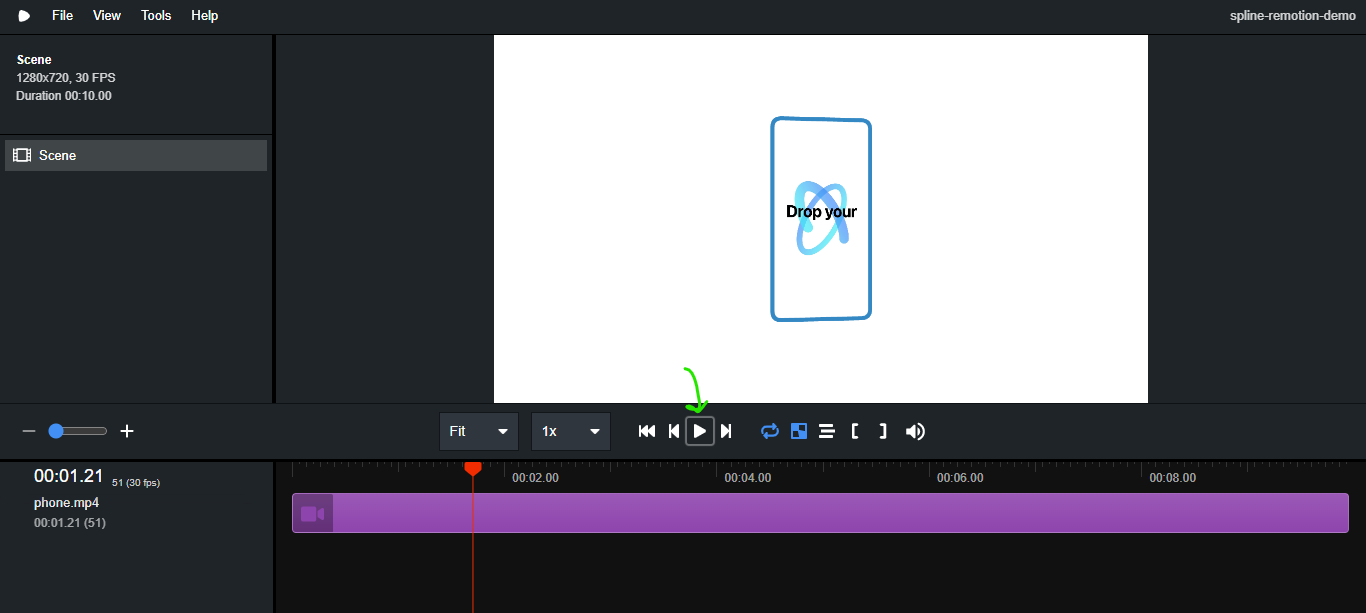 File View Tools Help spline-remotion-demo
Scene
1280x720, 30 FPS
Duration 00:10.00
Scene
Drop your
Fit 1x
00:01.21 51 (30 fps)
00:02.00 00:04.00 00:06.00 00:08.00
phone.mp4
00:01.21 (51)